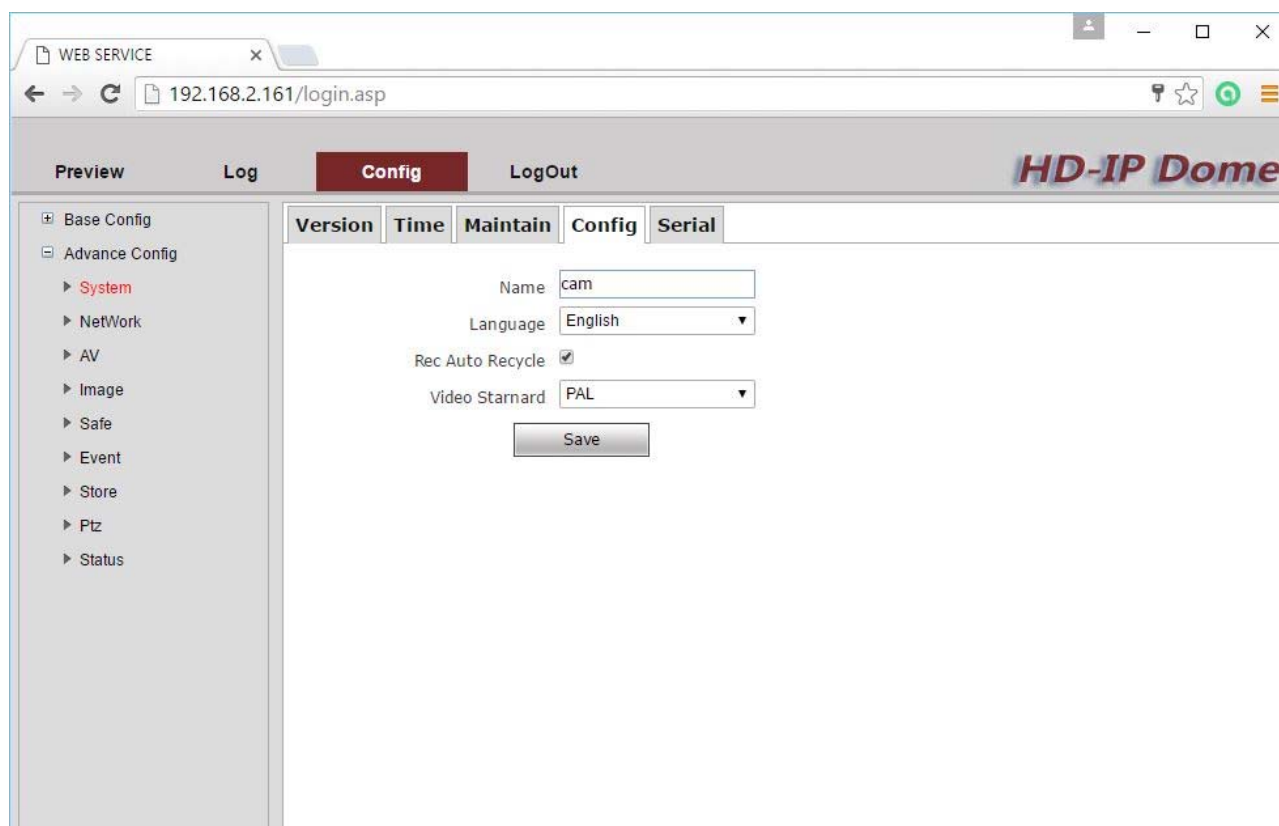 WEB SERVICE
192.168.2.161/login.asp
Preview Log Config LogOut HD-IP Dome
Base Config
Advance Config
System
NetWork
AV
Image
Safe
Event
Store
Ptz
Status
Version Time Maintain Config Serial
Name cam
Language English
Rec Auto Recycle
Video Starnard PAL
Save